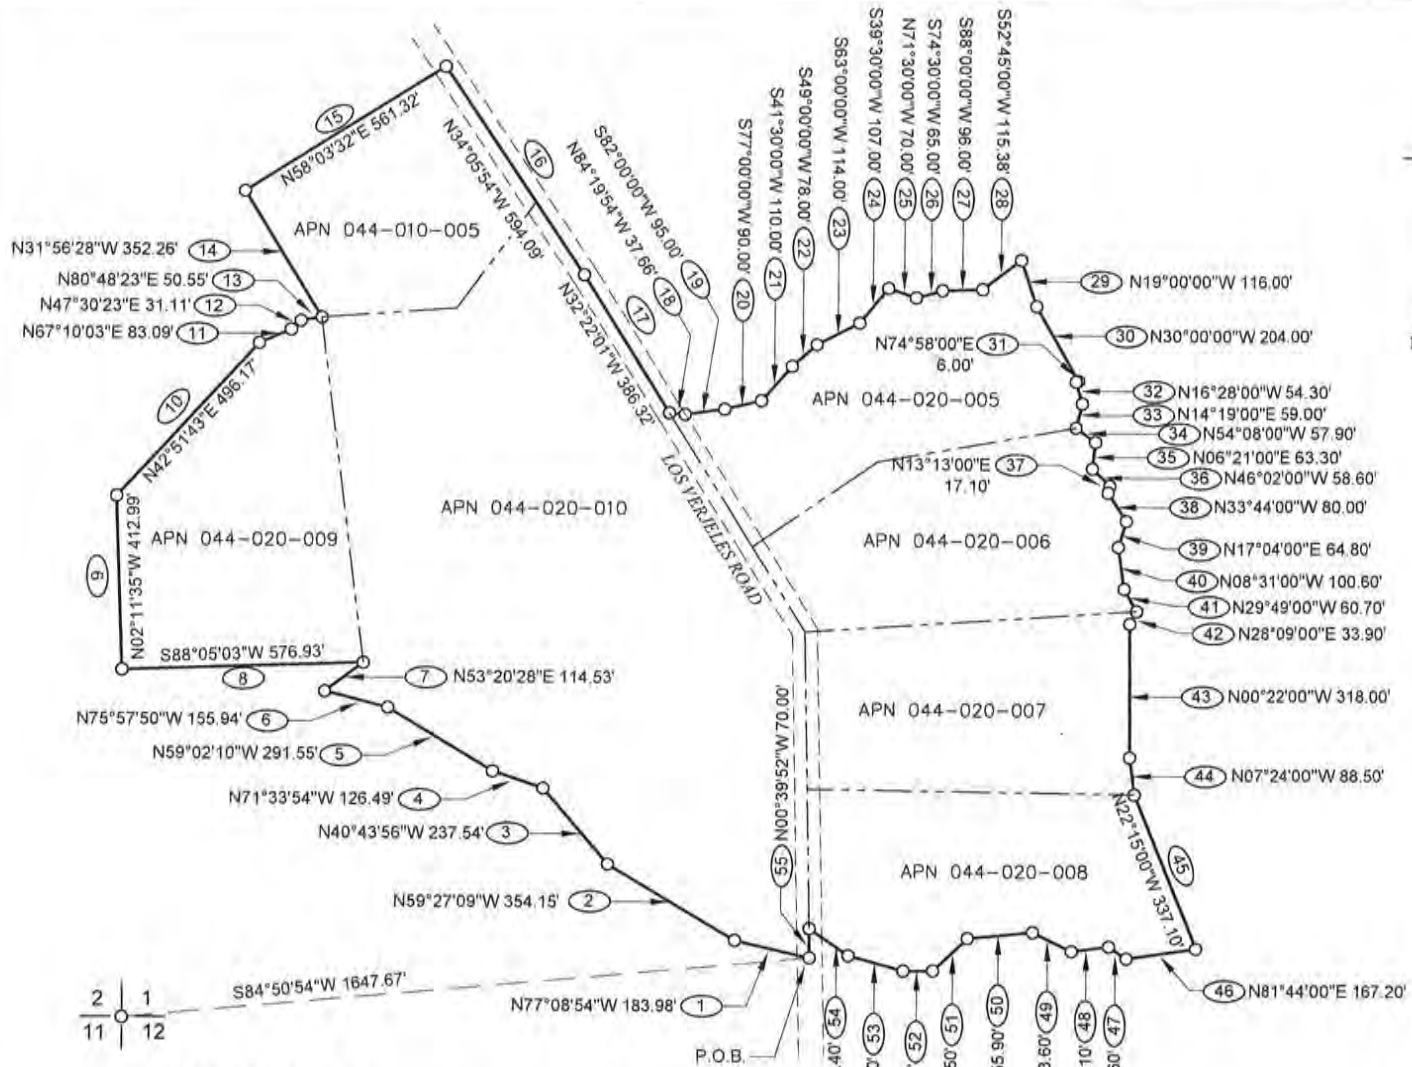 S52°45'00"W 115.38' 28
S88°00'00"W 96.00' 27
S74°30'00"W 65.00' 26
N71°30'00"W 70.00' 25
S39°30'00"W 107.00' 24
S63°00'00"W 114.00' 23
S49°00'00"W 78.00' 22
S41°30'00"W 110.00' 21
S77°00'00"W 90.00' 20
S82°00'00"W 95.00' 19
N84°19'54"W 37.66' 18
15
N58°03'32"E 561.32'
16
N34°05'54"W 594.09'
17
N32°22'01"W 386.32'
APN 044-010-005
N31°56'28"W 352.26' 14
N80°48'23"E 50.55' 13
N47°30'23"E 31.11' 12
N67°10'03"E 83.09' 11
10
N42°51'43"E 496.17'
9
N02°11'35"W 412.99'
APN 044-020-009
S88°05'03"W 576.93'
8
APN 044-020-010
LOS VERJELES ROAD
29 N19°00'00"W 116.00'
30 N30°00'00"W 204.00'
N74°58'00"E 31
6.00'
APN 044-020-005
32 N16°28'00"W 54.30'
33 N14°19'00"E 59.00'
34 N54°08'00"W 57.90'
35 N06°21'00"E 63.30'
N13°13'00"E 37
17.10'
36 N46°02'00"W 58.60'
38 N33°44'00"W 80.00'
APN 044-020-006
39 N17°04'00"E 64.80'
40 N08°31'00"W 100.60'
41 N29°49'00"W 60.70'
42 N28°09'00"E 33.90'
7 N53°20'28"E 114.53'
N75°57'50"W 155.94' 6
N59°02'10"W 291.55' 5
N71°33'54"W 126.49' 4
N40°43'56"W 237.54' 3
N59°27'09"W 354.15' 2
APN 044-020-007
43 N00°22'00"W 318.00'
44 N07°24'00"W 88.50'
55 N00°39'52"W 70.00'
APN 044-020-008
N22°15'00"W 337.10'
45
46 N81°44'00"E 167.20'
S84°50'54"W 1647.67'
N77°08'54"W 183.98' 1
2 1
11 12
P.O.B.
.40' 54
0' 53
' 52
50' 51
5.90' 50
3.60' 49
10' 48
60' 47